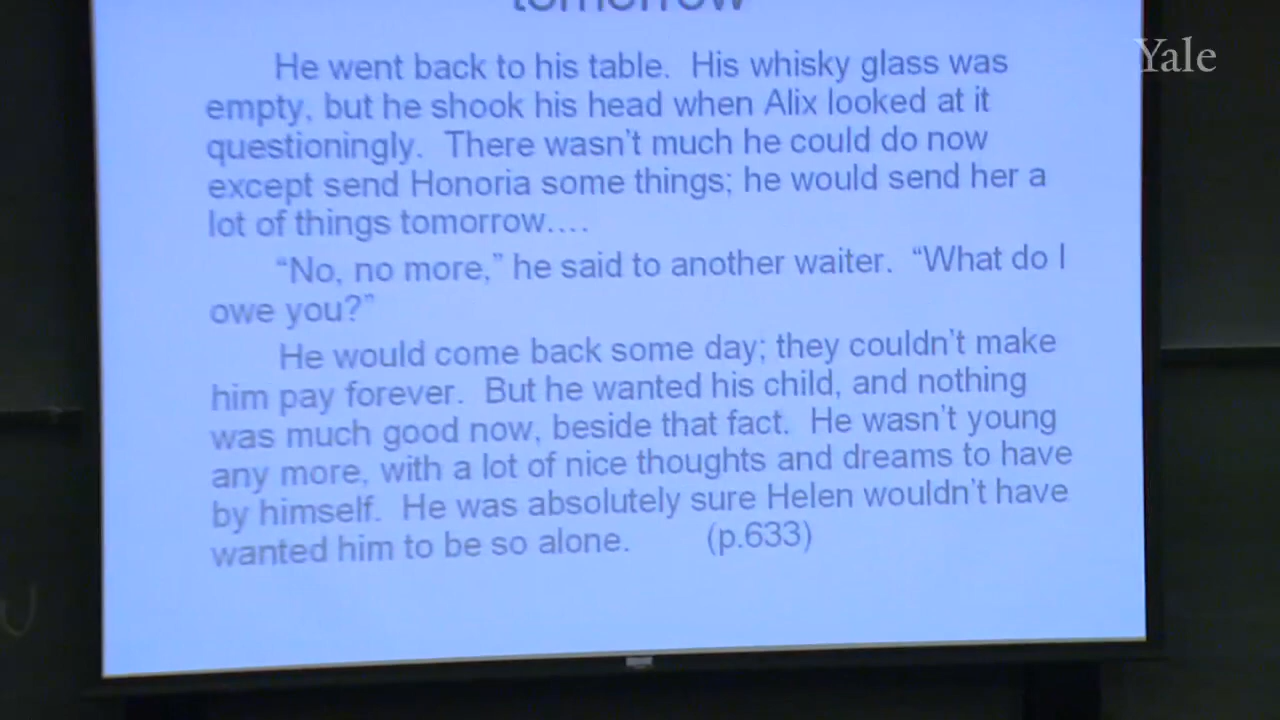 tomorrow
Yale
He went back to his table. His whisky glass was
empty, but he shook his head when Alix looked at it
questioningly. There wasn't much he could do now
except send Honoria some things; he would send her a
lot of things tomorrow....
“No, no more,” he said to another waiter. “What do I
owe you?”
He would come back some day; they couldn't make
him pay forever. But he wanted his child, and nothing
was much good now, beside that fact. He wasn't young
any more, with a lot of nice thoughts and dreams to have
by himself. He was absolutely sure Helen wouldn't have
wanted him to be so alone. (p.633)